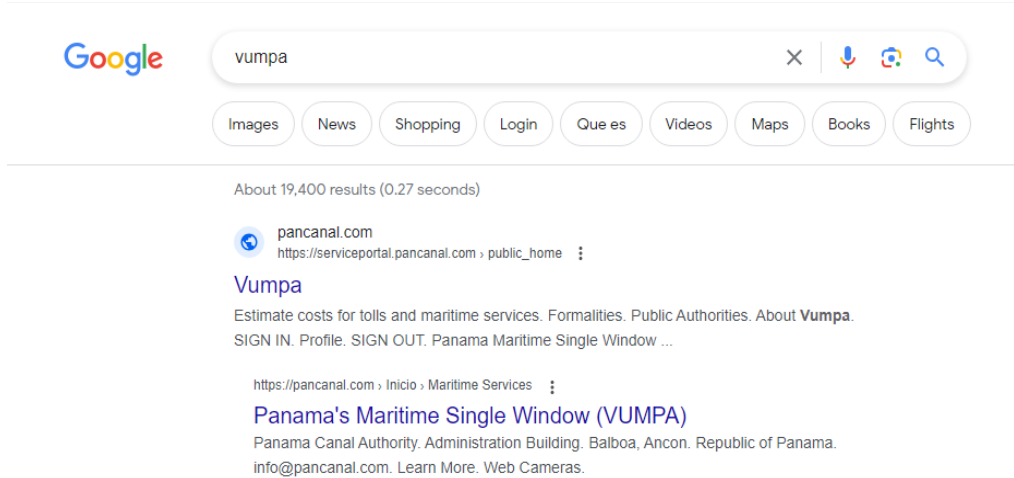 Google
vumpa
Images News Shopping Login Que es Videos Maps Books Flights
About 19,400 results (0.27 seconds)
pancanal.com
https://serviceportal.pancanal.com › public_home
Vumpa
Estimate costs for tolls and maritime services. Formalities. Public Authorities. About Vumpa.
SIGN IN. Profile. SIGN OUT. Panama Maritime Single Window ...
https://pancanal.com › Inicio › Maritime Services
Panama's Maritime Single Window (VUMPA)
Panama Canal Authority. Administration Building. Balboa, Ancon. Republic of Panama.
info@pancanal.com. Learn More. Web Cameras.